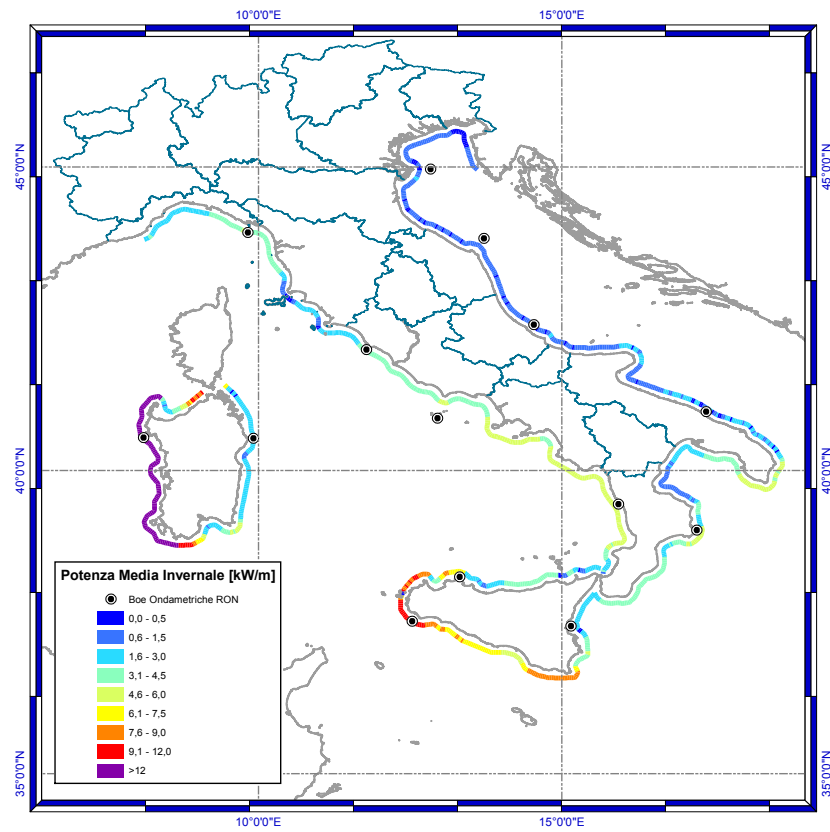 10°0'0"E 15°0'0"E
45°0'0"N 45°0'0"N
40°0'0"N 40°0'0"N
Potenza Media Invernale [kW/m]
Boe Ondametriche RON
0,0 - 0,5
0,6 - 1,5
1,6 - 3,0
3,1 - 4,5
4,6 - 6,0
6,1 - 7,5
7,6 - 9,0
9,1 - 12,0
>12
35°0'0"N 35°0'0"N
10°0'0"E 15°0'0"E